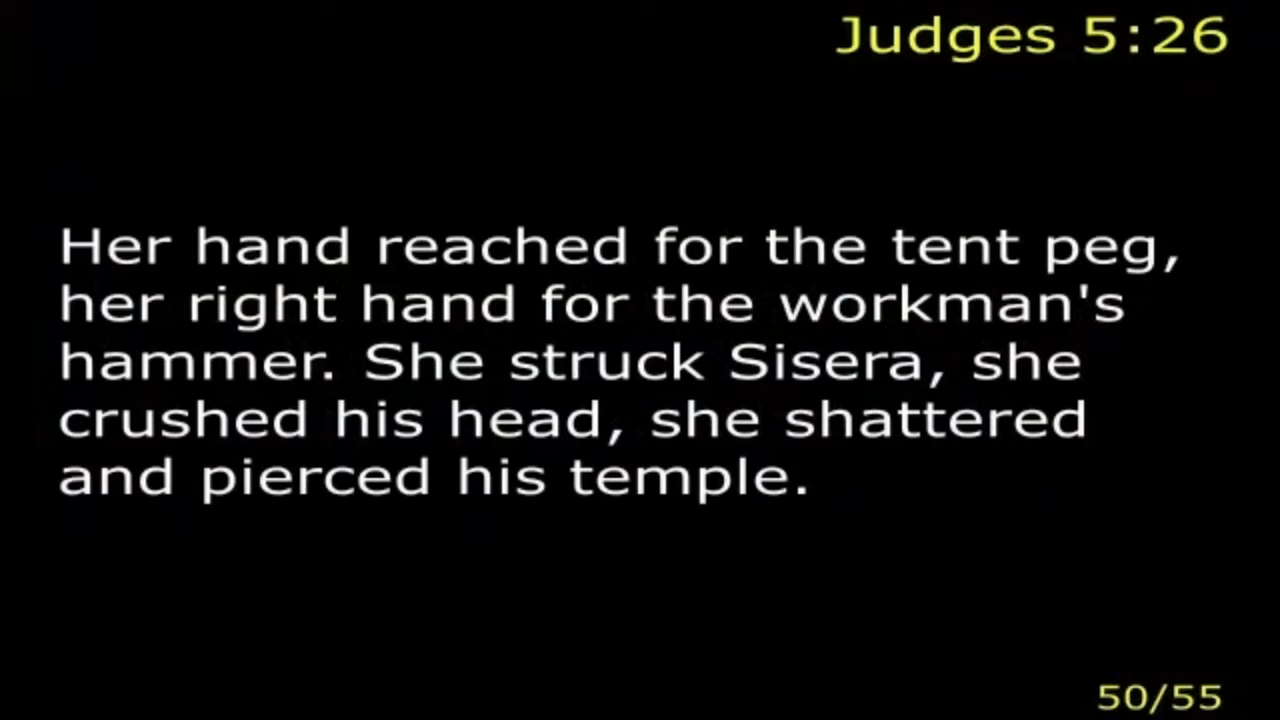 Judges 5:26
Her hand reached for the tent peg,
her right hand for the workman's
hammer. She struck Sisera, she
crushed his head, she shattered
and pierced his temple.
50/55